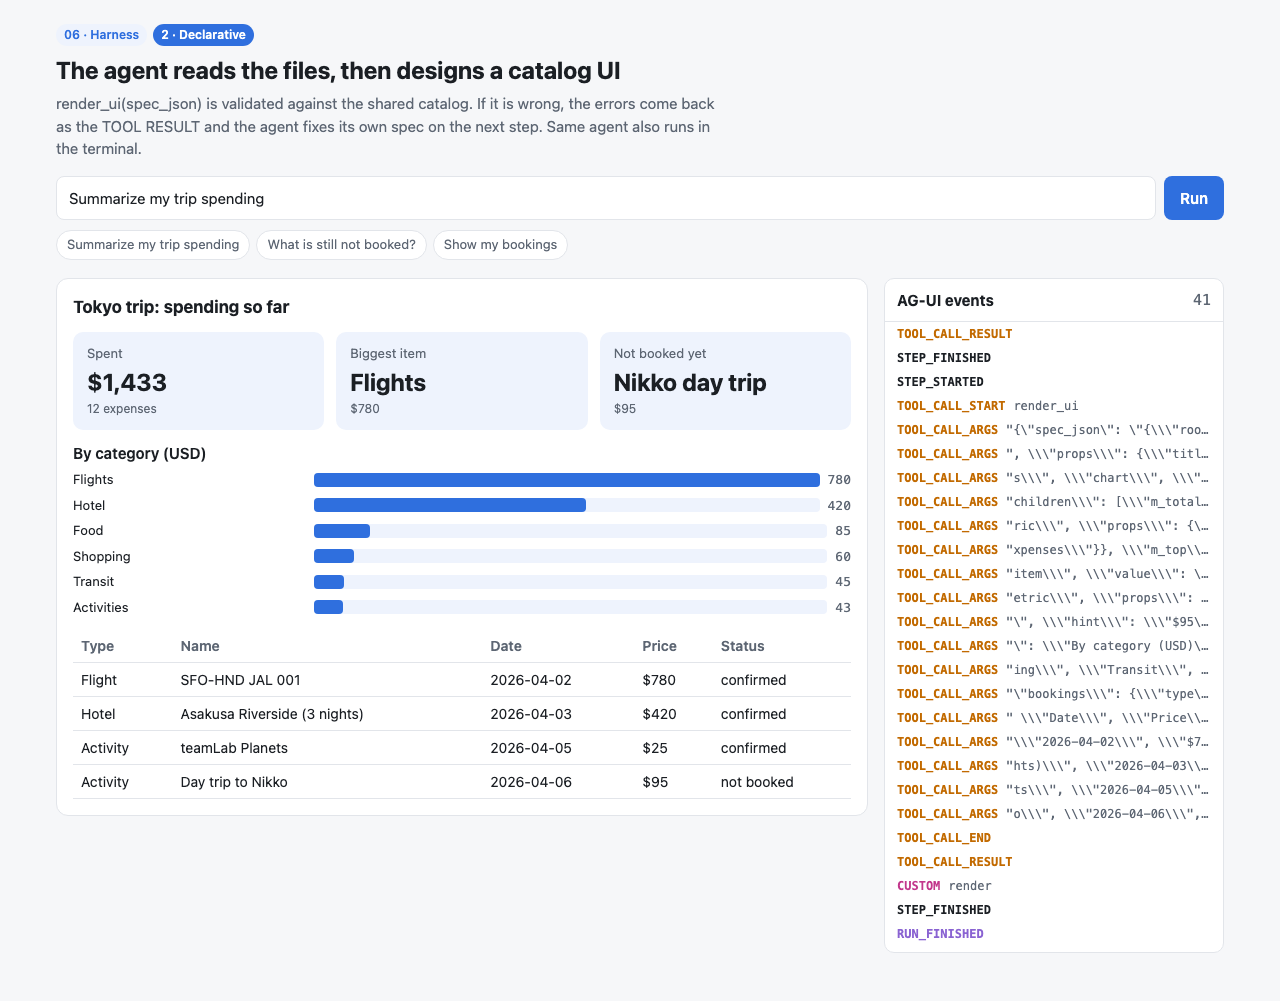 06 · Harness
2 · Declarative
The agent reads the files, then designs a catalog UI
render_ui(spec_json) is validated against the shared catalog. If it is wrong, the errors come back
as the TOOL RESULT and the agent fixes its own spec on the next step. Same agent also runs in
the terminal.
Summarize my trip spending
Run
Summarize my trip spending
What is still not booked?
Show my bookings
Tokyo trip: spending so far
Spent
$1,433
12 expenses
Biggest item
Flights
$780
Not booked yet
Nikko day trip
$95
By category (USD)
Flights 780
Hotel 420
Food 85
Shopping 60
Transit 45
Activities 43
Type Name Date Price Status
Flight SFO-HND JAL 001 2026-04-02 $780 confirmed
Hotel Asakusa Riverside (3 nights) 2026-04-03 $420 confirmed
Activity teamLab Planets 2026-04-05 $25 confirmed
Activity Day trip to Nikko 2026-04-06 $95 not booked
AG-UI events 41
TOOL_CALL_RESULT
STEP_FINISHED
STEP_STARTED
TOOL_CALL_START render_ui
TOOL_CALL_ARGS "{\"spec_json\": \"{\\\"roo…
TOOL_CALL_ARGS ", \\\"props\\\": {\\\"titl…
TOOL_CALL_ARGS "s\\\", \\\"chart\\\", \\\"…
TOOL_CALL_ARGS "children\\\": [\\\"m_total…
TOOL_CALL_ARGS "ric\\\", \\\"props\\\": {\…
TOOL_CALL_ARGS "xpenses\\\"}}, \\\"m_top\\…
TOOL_CALL_ARGS "item\\\", \\\"value\\\": \…
TOOL_CALL_ARGS "etric\\\", \\\"props\\\": …
TOOL_CALL_ARGS "\", \\\"hint\\\": \\\"$95\…
TOOL_CALL_ARGS "\": \\\"By category (USD)\…
TOOL_CALL_ARGS "ing\\\", \\\"Transit\\\", …
TOOL_CALL_ARGS "\"bookings\\\": {\\\"type\…
TOOL_CALL_ARGS " \\\"Date\\\", \\\"Price\\…
TOOL_CALL_ARGS "\\\"2026-04-02\\\", \\\"$7…
TOOL_CALL_ARGS "hts)\\\", \\\"2026-04-03\\…
TOOL_CALL_ARGS "ts\\\", \\\"2026-04-05\\\"…
TOOL_CALL_ARGS "o\\\", \\\"2026-04-06\\\",…
TOOL_CALL_END
TOOL_CALL_RESULT
CUSTOM render
STEP_FINISHED
RUN_FINISHED